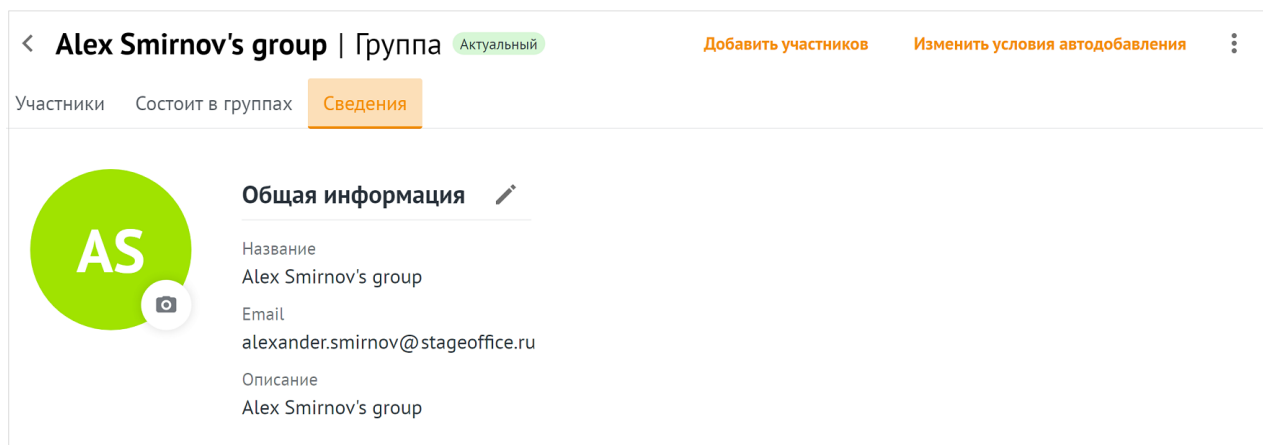 Alex Smirnov's group | Группа Актуальный Добавить участников Изменить условия автодобавления
Участники Состоит в группах Сведения
AS
Общая информация
Название
Alex Smirnov's group
Email
alexander.smirnov@stageoffice.ru
Описание
Alex Smirnov's group